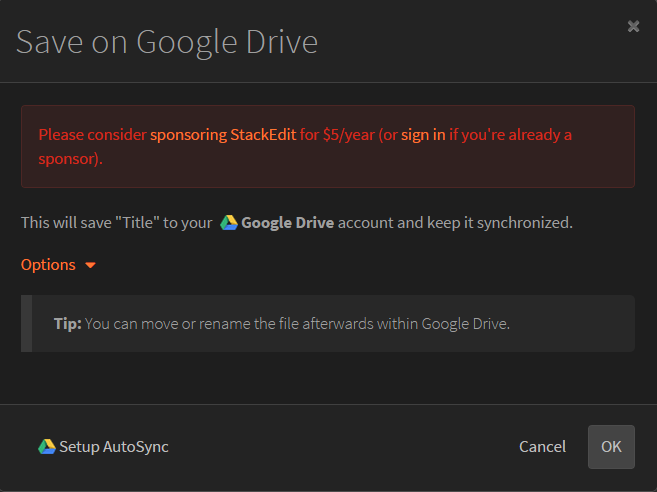 Save on Google Drive
Please consider sponsoring StackEdit for $5/year (or sign in if you're already a
sponsor).
This will save "Title" to your Google Drive account and keep it synchronized.
Options
Tip: You can move or rename the file afterwards within Google Drive.
Setup AutoSync
Cancel
OK